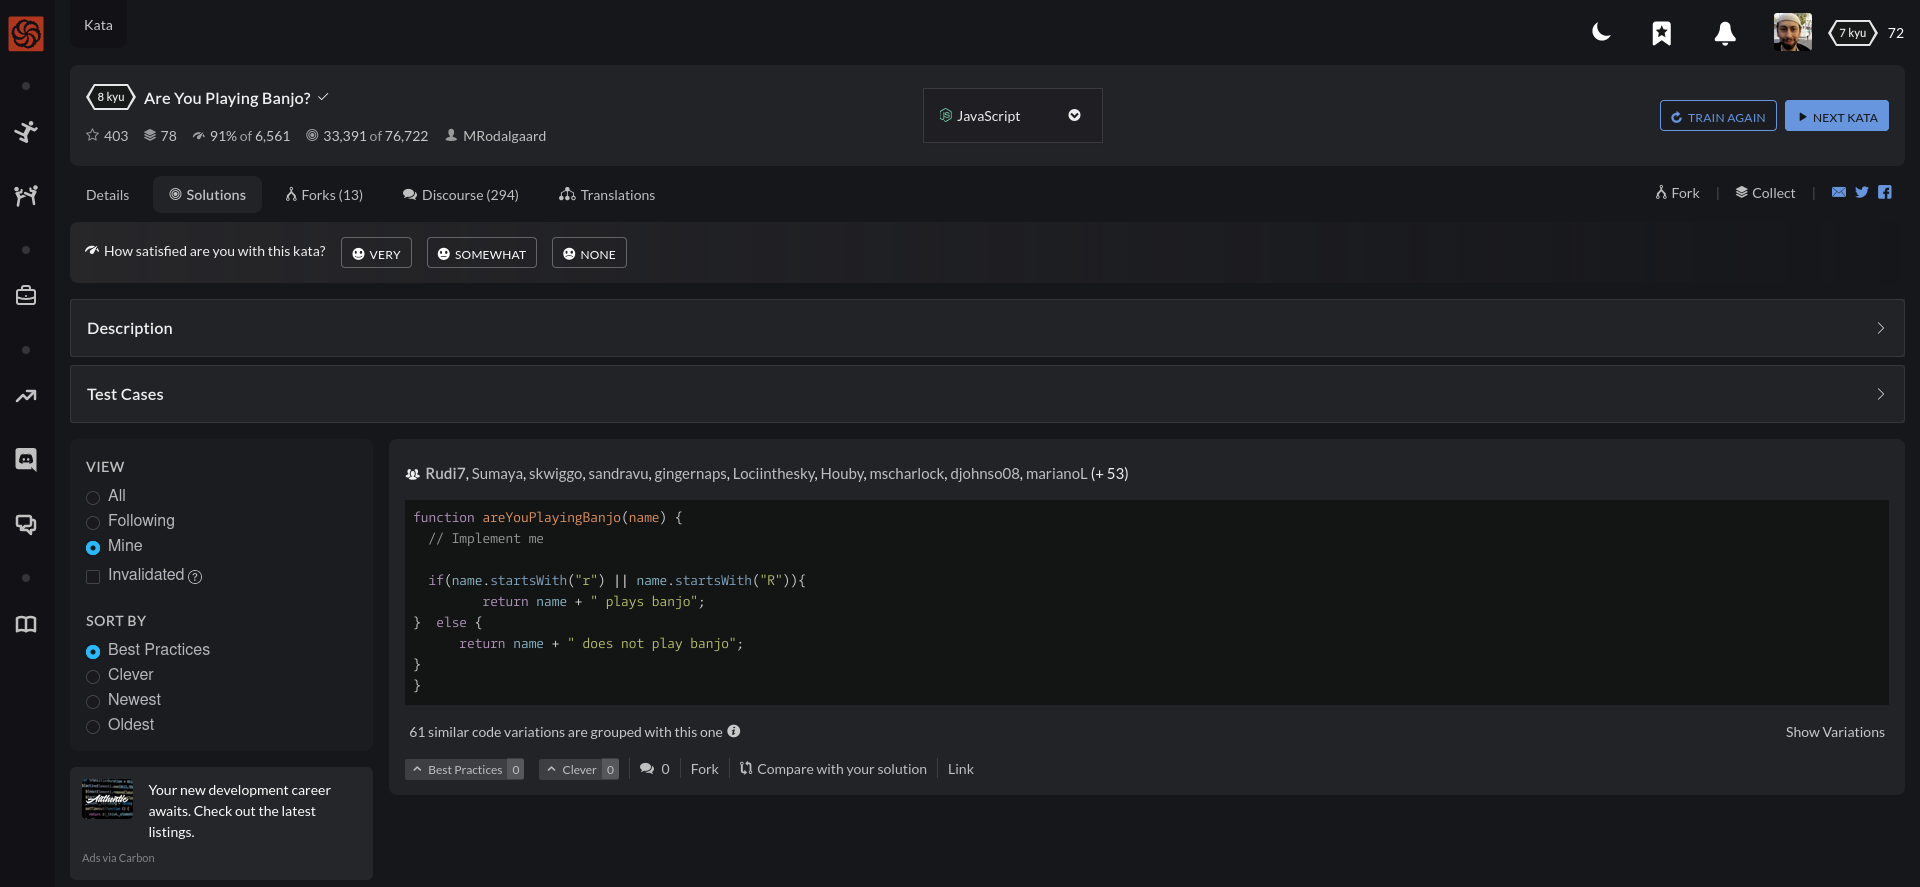 Kata
7 kyu 72
8 kyu Are You Playing Banjo?
403 78 91% of 6,561 33,391 of 76,722 MRodalgaard
JavaScript
TRAIN AGAIN NEXT KATA
Details Solutions Forks (13) Discourse (294) Translations
Fork | Collect |
How satisfied are you with this kata? VERY SOMEWHAT NONE
Description
Test Cases
VIEW
All
Following
Mine
Invalidated
SORT BY
Best Practices
Clever
Newest
Oldest
Your new development career
awaits. Check out the latest
listings.
Ads via Carbon
Rudi7, Sumaya, skwiggo, sandravu, gingernaps, Lociinthesky, Houby, mscharlock, djohnso08, marianoL (+ 53)
function areYouPlayingBanjo(name) {
// Implement me
if(name.startsWith("r") || name.startsWith("R")){
return name + " plays banjo";
} else {
return name + " does not play banjo";
}
}
61 similar code variations are grouped with this one
Show Variations
Best Practices 0 Clever 0 0 Fork Compare with your solution Link